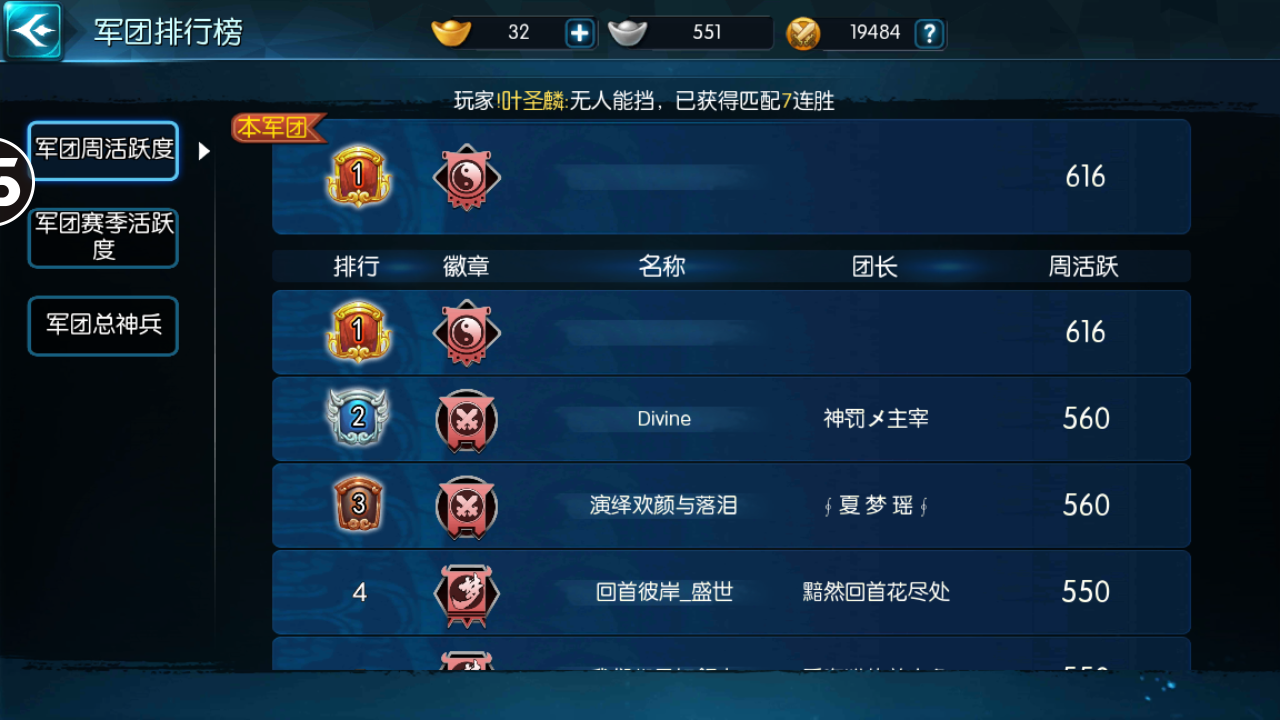 军团排行榜
32
551
19484
?
玩家!叶圣麟:无人能挡，已获得匹配7连胜
5
军团周活跃度
军团赛季活跃
度
军团总神兵
本军团
1 616
排行 徽章 名称 团长 周活跃
1 616
2 Divine 神罚メ主宰 560
3 演绎欢颜与落泪 ∮夏梦瑶∮ 560
4 梦 回首彼岸_盛世 黯然回首花尽处 550
550